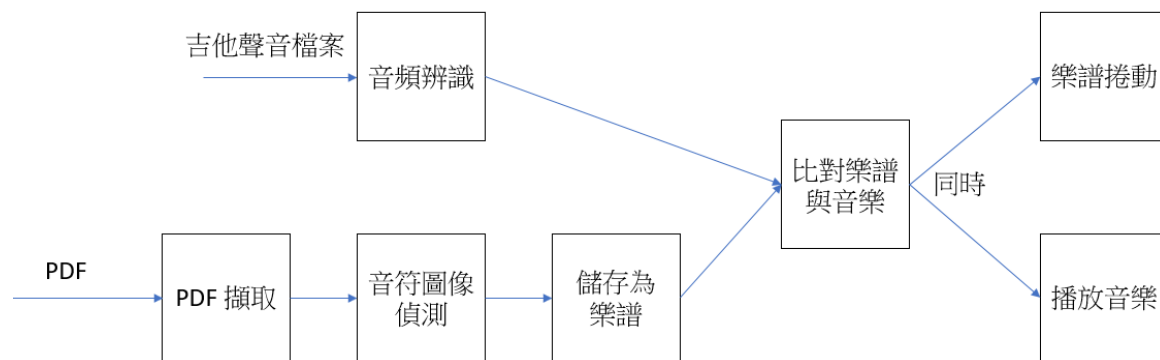 吉他聲音檔案
音頻辨識
樂譜捲動
比對樂譜
與音樂
同時
PDF
PDF 擷取
音符圖像
偵測
儲存為
樂譜
播放音樂